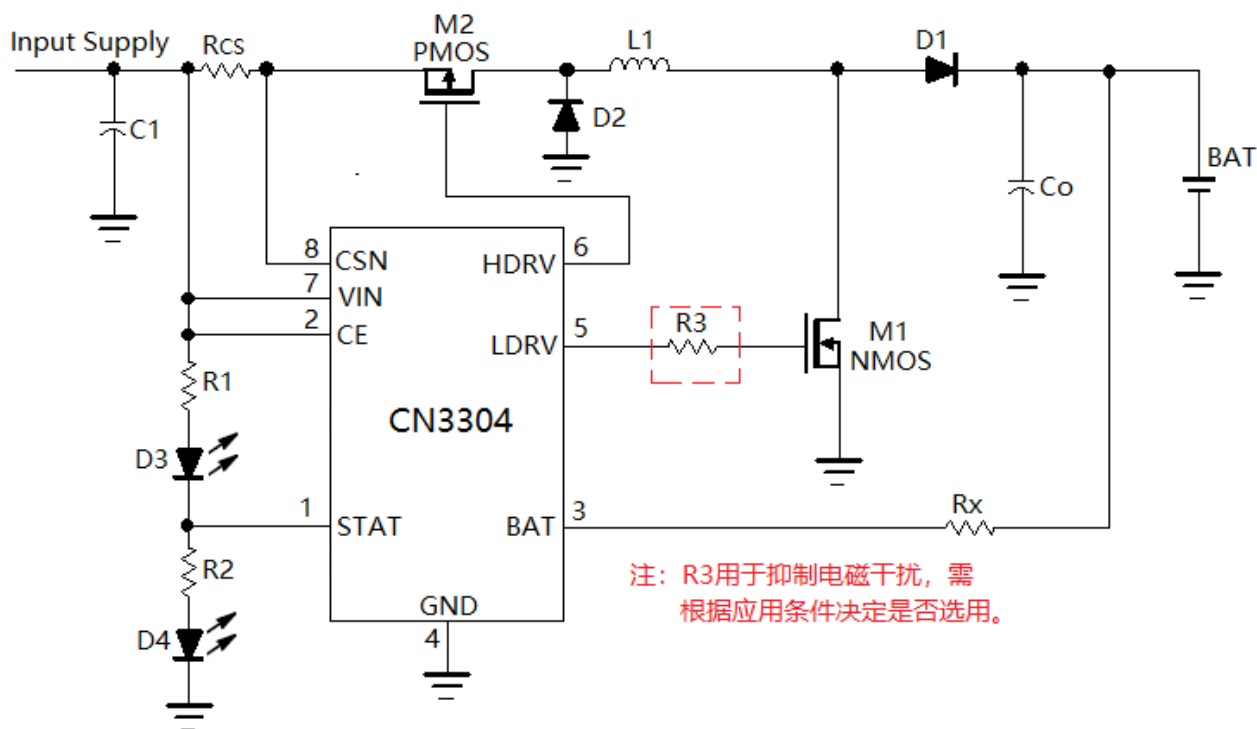 Input Supply
Rcs
M2
PMOS
L1
D1
C1
D2
Co
BAT
8
CSN
7
VIN
2
CE
6
HDRV
5
LDRV
R3
M1
NMOS
R1
CN3304
D3
1
STAT
3
BAT
Rx
R2
D4
GND
4
注：R3用于抑制电磁干扰，需
根据应用条件决定是否选用。